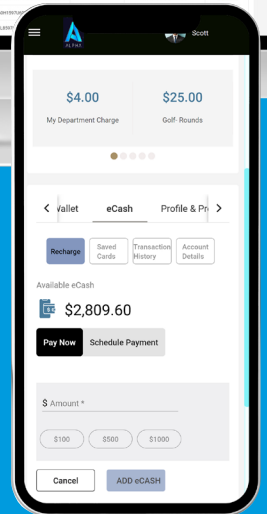 ALPHA
Scott
$4.00
$25.00
My Department Charge
Golf- Rounds
Wallet
eCash
Profile & Pr
Recharge
Saved
Cards
Transaction
History
Account
Details
Available eCash
$2,809.60
Pay Now
Schedule Payment
$ Amount *
$100
$500
$1000
Cancel
ADD eCASH